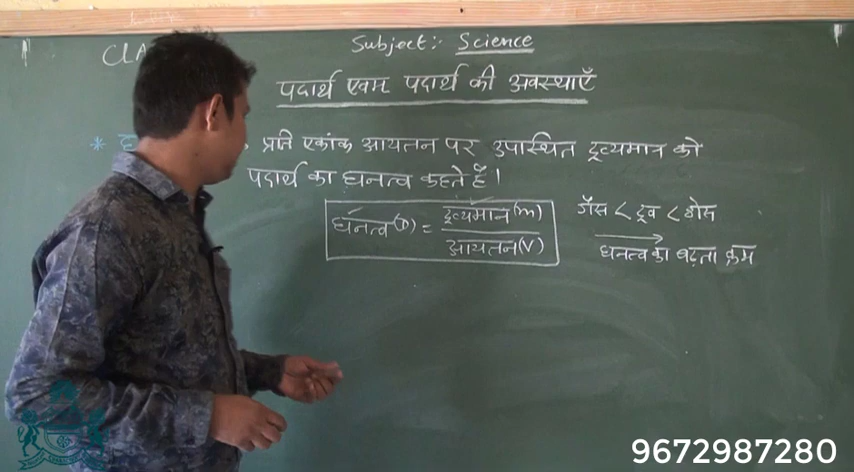 CLA
Subject:- Science
पदार्थ एवम पदार्थ की अवस्थाएँ
* प्रति एकांक आयतन पर उपास्थित द्रव्यमान को
पदार्थ का घनत्व कहते हैं।
घनत्व(D) = द्रव्यमान(m)
आयतन(V)
गैस < द्रव < ठोस
घनत्व का बढ़ता क्रम
9672987280